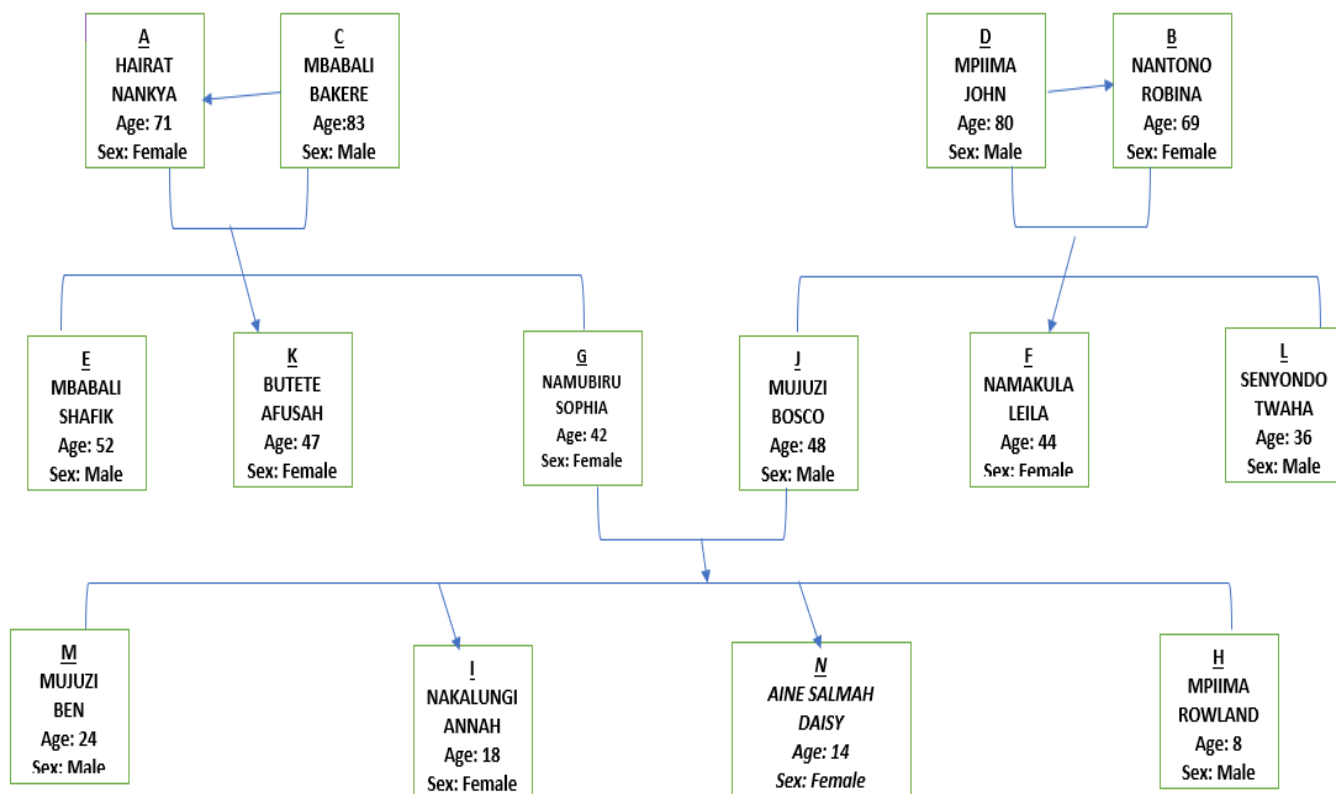 A
HAIRAT
NANKYA
Age: 71
Sex: Female
C
MBABALI
BAKERE
Age:83
Sex: Male
D
MPIIMA
JOHN
Age: 80
Sex: Male
B
NANTONO
ROBINA
Age: 69
Sex: Female
E
MBABALI
SHAFIK
Age: 52
Sex: Male
K
BUTETE
AFUSAH
Age: 47
Sex: Female
G
NAMUBIRU
SOPHIA
Age: 42
Sex: Female
J
MUJUZI
BOSCO
Age: 48
Sex: Male
F
NAMAKULA
LEILA
Age: 44
Sex: Female
L
SENYONDO
TWAHA
Age: 36
Sex: Male
M
MUJUZI
BEN
Age: 24
Sex: Male
I
NAKALUNGI
ANNAH
Age: 18
Sex: Female
N
AINE SALMAH
DAISY
Age: 14
Sex: Female
H
MPIIMA
ROWLAND
Age: 8
Sex: Male